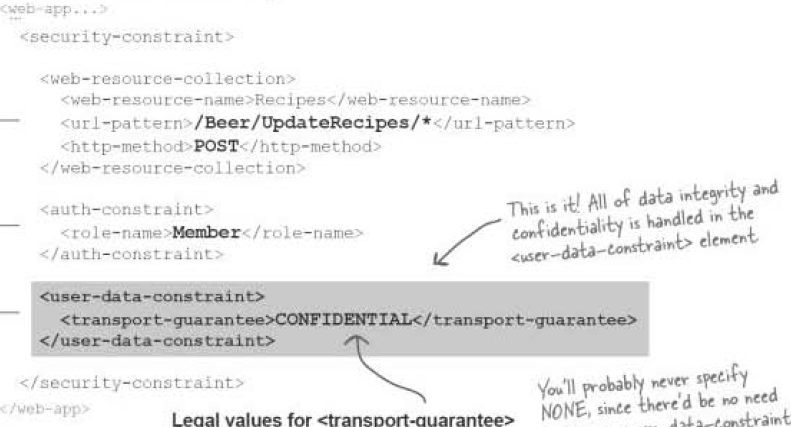 <web-app...>
...
<security-constraint>
<web-resource-collection>
<web-resource-name>Recipes</web-resource-name>
<url-pattern>/Beer/UpdateRecipes/*</url-pattern>
<http-method>POST</http-method>
</web-resource-collection>
<auth-constraint>
<role-name>Member</role-name>
</auth-constraint>
This is it! All of data integrity and
confidentiality is handled in the
<user-data-constraint> element
<user-data-constraint>
<transport-guarantee>CONFIDENTIAL</transport-guarantee>
</user-data-constraint>
</security-constraint>
</web-app>
Legal values for <transport-guarantee>
You'll probably never specify
NONE, since there'd be no need
data-constraint